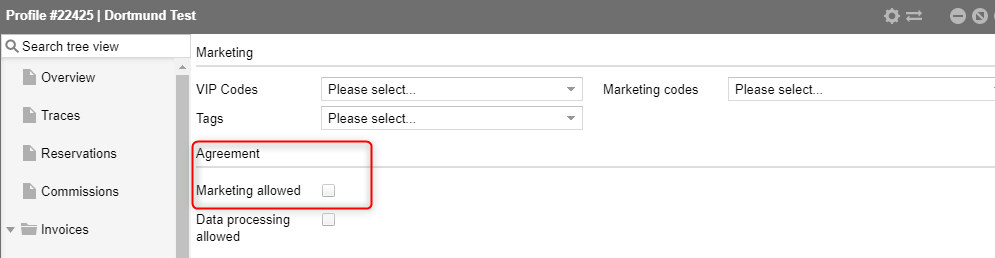 Profile #22425 | Dortmund Test
Search tree view
Overview
Traces
Reservations
Commissions
Invoices
Marketing
VIP Codes Please select... Marketing codes Please select...
Tags Please select...
Agreement
Marketing allowed
Data processing
allowed